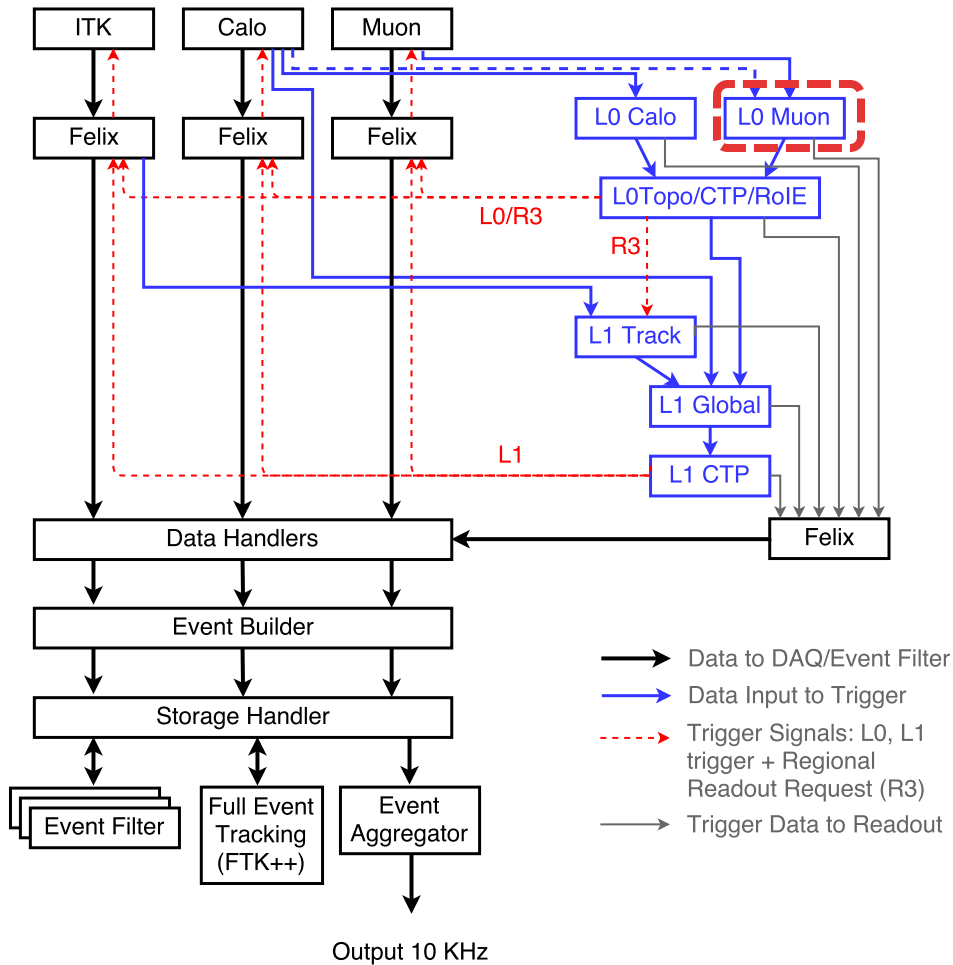 ITK
Calo
Muon
L0 Calo
L0 Muon
Felix
Felix
Felix
L0Topo/CTP/RoIE
L0/R3
R3
L1 Track
L1 Global
L1
L1 CTP
Data Handlers
Felix
Event Builder
Data to DAQ/Event Filter
Data Input to Trigger
Storage Handler
Trigger Signals: L0, L1
trigger + Regional
Readout Request (R3)
Event Filter
Full Event
Tracking
(FTK++)
Event
Aggregator
Trigger Data to Readout
Output 10 KHz